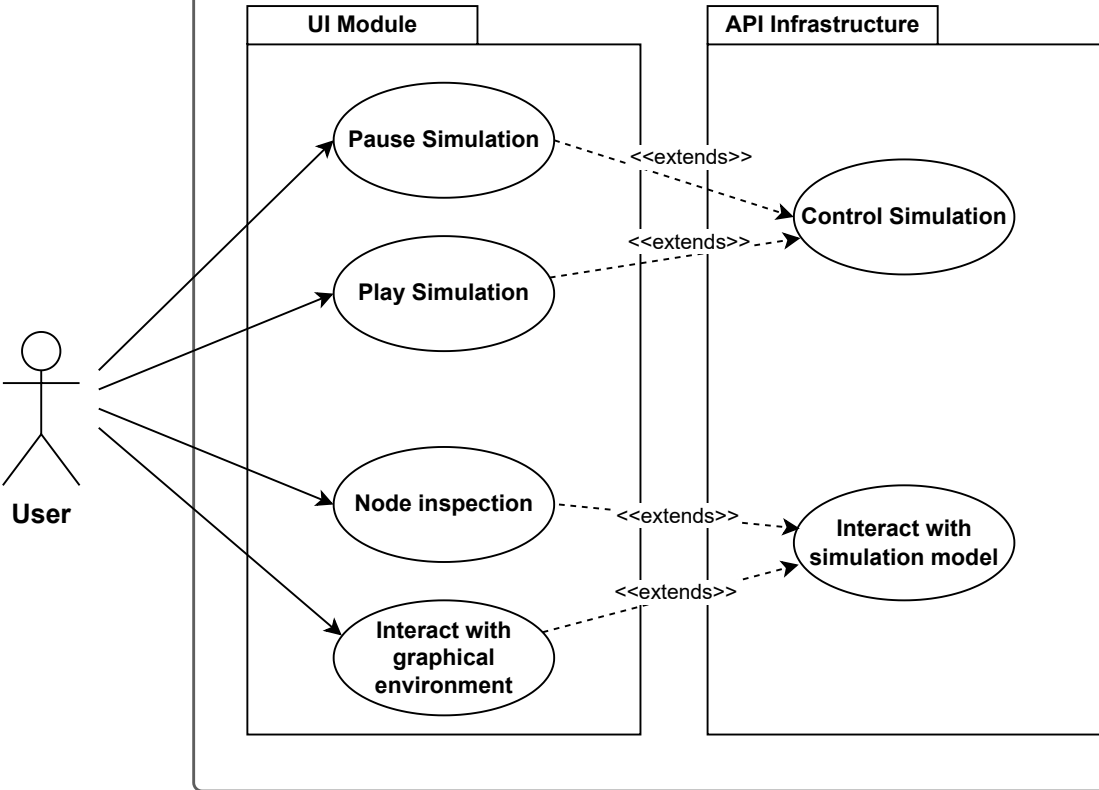 UI Module
API Infrastructure
Pause Simulation
<<extends>>
Control Simulation
<<extends>>
Play Simulation
User
Node inspection
<<extends>>
Interact with
simulation model
<<extends>>
Interact with
graphical
environment